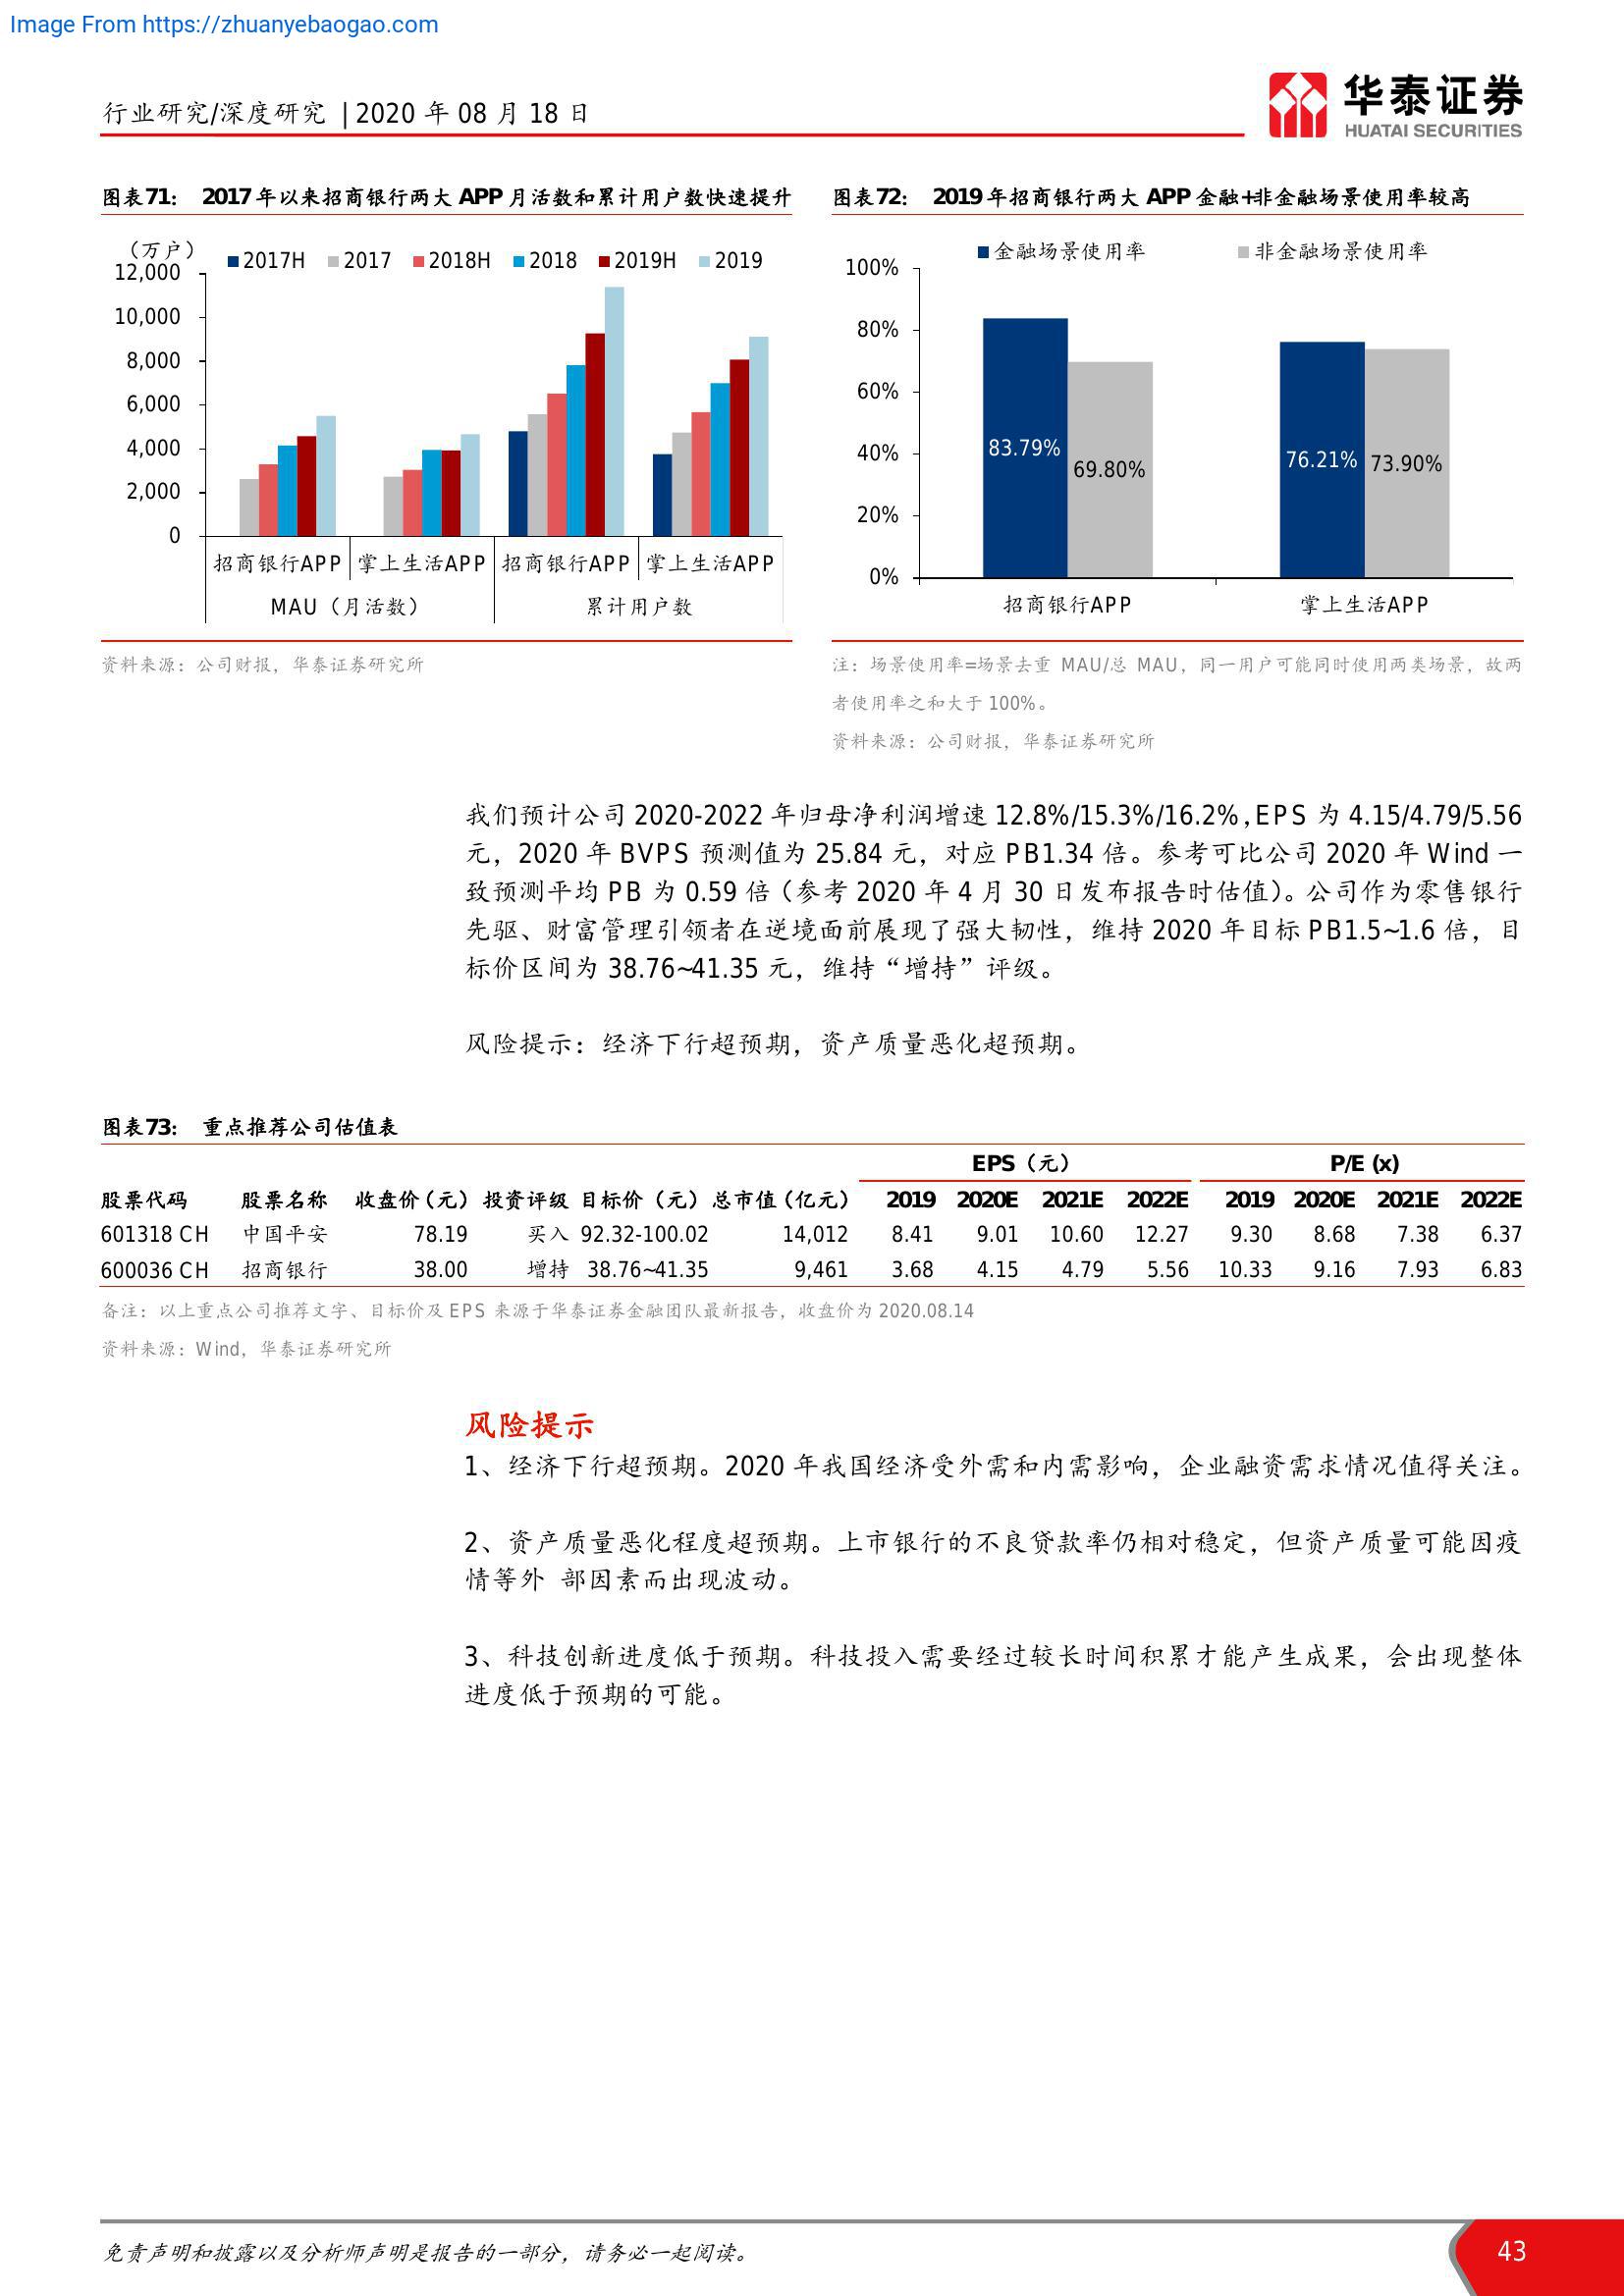 Image From https://zhuanyebaogao.com
行业研究/深度研究 | 2020 年 08 月 18 日
华泰证券
HUATAI SECURITIES
图表71： 2017 年以来招商银行两大 APP 月活数和累计用户数快速提升
（万户）
2017H 2017 2018H 2018 2019H 2019
12,000
10,000
8,000
6,000
4,000
2,000
0
招商银行APP 掌上生活APP 招商银行APP 掌上生活APP
MAU（月活数） 累计用户数
资料来源：公司财报，华泰证券研究所
图表72： 2019 年招商银行两大 APP 金融+非金融场景使用率较高
金融场景使用率 非金融场景使用率
100%
80%
60%
40%
20%
0%
83.79% 69.80% 76.21% 73.90%
招商银行APP 掌上生活APP
注：场景使用率=场景去重 MAU/总 MAU，同一用户可能同时使用两类场景，故两
者使用率之和大于 100%。
资料来源：公司财报，华泰证券研究所
我们预计公司 2020-2022 年归母净利润增速 12.8%/15.3%/16.2%，EPS 为 4.15/4.79/5.56
元，2020 年 BVPS 预测值为 25.84 元，对应 PB1.34 倍。参考可比公司 2020 年 Wind 一
致预测平均 PB 为 0.59 倍（参考 2020 年 4 月 30 日发布报告时估值）。公司作为零售银行
先驱、财富管理引领者在逆境面前展现了强大韧性，维持 2020 年目标 PB1.5~1.6 倍，目
标价区间为 38.76~41.35 元，维持“增持”评级。
风险提示：经济下行超预期，资产质量恶化超预期。
图表73： 重点推荐公司估值表
EPS（元） P/E (x)
股票代码 股票名称 收盘价（元） 投资评级 目标价（元） 总市值（亿元） 2019 2020E 2021E 2022E 2019 2020E 2021E 2022E
601318 CH 中国平安 78.19 买入 92.32-100.02 14,012 8.41 9.01 10.60 12.27 9.30 8.68 7.38 6.37
600036 CH 招商银行 38.00 增持 38.76~41.35 9,461 3.68 4.15 4.79 5.56 10.33 9.16 7.93 6.83
备注：以上重点公司推荐文字、目标价及 EPS 来源于华泰证券金融团队最新报告，收盘价为 2020.08.14
资料来源：Wind，华泰证券研究所
风险提示
1、经济下行超预期。2020 年我国经济受外需和内需影响，企业融资需求情况值得关注。
2、资产质量恶化程度超预期。上市银行的不良贷款率仍相对稳定，但资产质量可能因疫
情等外 部因素而出现波动。
3、科技创新进度低于预期。科技投入需要经过较长时间积累才能产生成果，会出现整体
进度低于预期的可能。
免责声明和披露以及分析师声明是报告的一部分，请务必一起阅读。
43